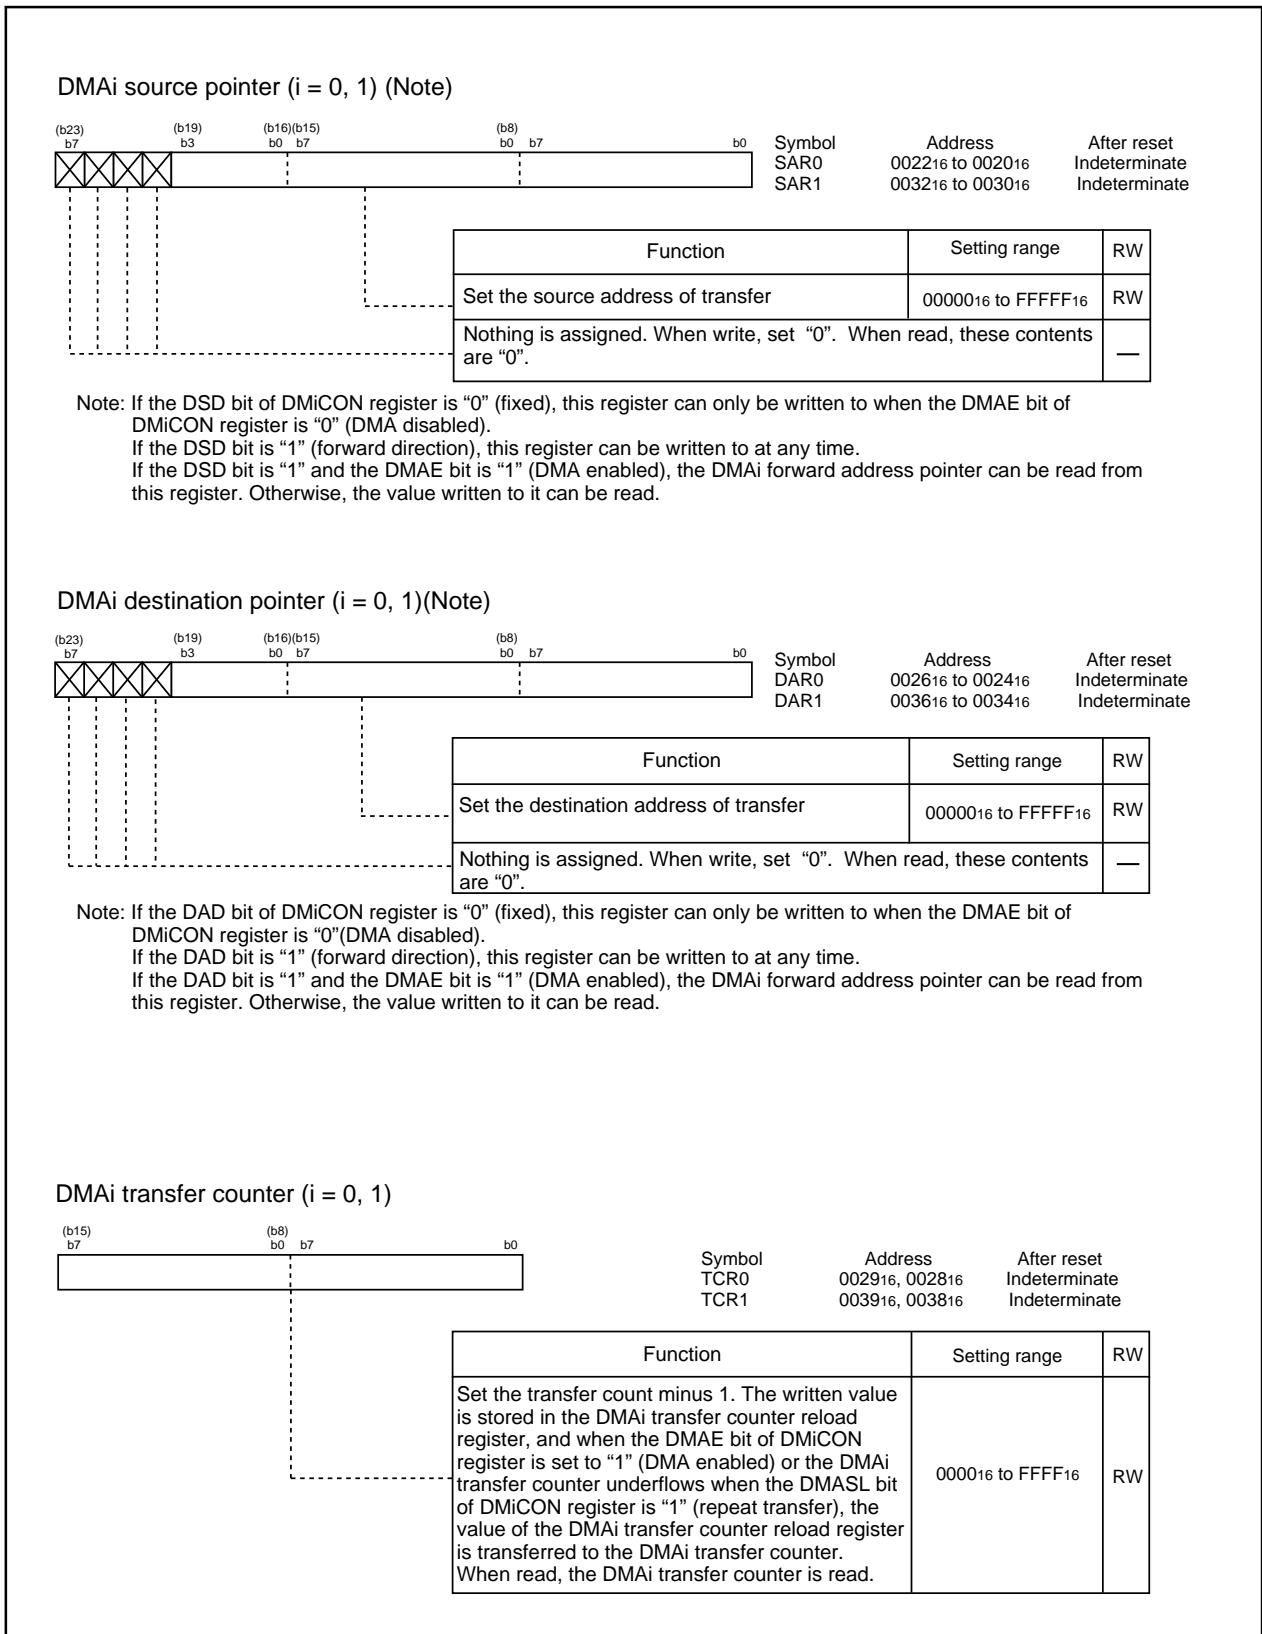 DMAi source pointer (i = 0, 1) (Note)
(b23) (b19) (b16)(b15) (b8)
b7 b3 b0 b7 b0 b7 b0
Symbol Address After reset
SAR0 002216 to 002016 Indeterminate
SAR1 003216 to 003016 Indeterminate
Function Setting range RW
Set the source address of transfer 0000016 to FFFFF16 RW
Nothing is assigned. When write, set “0”. When read, these contents —
are “0”.
Note: If the DSD bit of DMiCON register is “0” (fixed), this register can only be written to when the DMAE bit of
DMiCON register is “0” (DMA disabled).
If the DSD bit is “1” (forward direction), this register can be written to at any time.
If the DSD bit is “1” and the DMAE bit is “1” (DMA enabled), the DMAi forward address pointer can be read from
this register. Otherwise, the value written to it can be read.
DMAi destination pointer (i = 0, 1)(Note)
(b23) (b19) (b16)(b15) (b8)
b7 b3 b0 b7 b0 b7 b0
Symbol Address After reset
DAR0 002616 to 002416 Indeterminate
DAR1 003616 to 003416 Indeterminate
Function Setting range RW
Set the destination address of transfer 0000016 to FFFFF16 RW
Nothing is assigned. When write, set “0”. When read, these contents —
are “0”.
Note: If the DAD bit of DMiCON register is “0” (fixed), this register can only be written to when the DMAE bit of
DMiCON register is “0”(DMA disabled).
If the DAD bit is “1” (forward direction), this register can be written to at any time.
If the DAD bit is “1” and the DMAE bit is “1” (DMA enabled), the DMAi forward address pointer can be read from
this register. Otherwise, the value written to it can be read.
DMAi transfer counter (i = 0, 1)
(b15) (b8)
b7 b0 b7 b0
Symbol Address After reset
TCR0 002916, 002816 Indeterminate
TCR1 003916, 003816 Indeterminate
Function Setting range RW
Set the transfer count minus 1. The written value
is stored in the DMAi transfer counter reload
register, and when the DMAE bit of DMiCON
register is set to “1” (DMA enabled) or the DMAi
transfer counter underflows when the DMASL bit 000016 to FFFF16 RW
of DMiCON register is “1” (repeat transfer), the
value of the DMAi transfer counter reload register
is transferred to the DMAi transfer counter.
When read, the DMAi transfer counter is read.